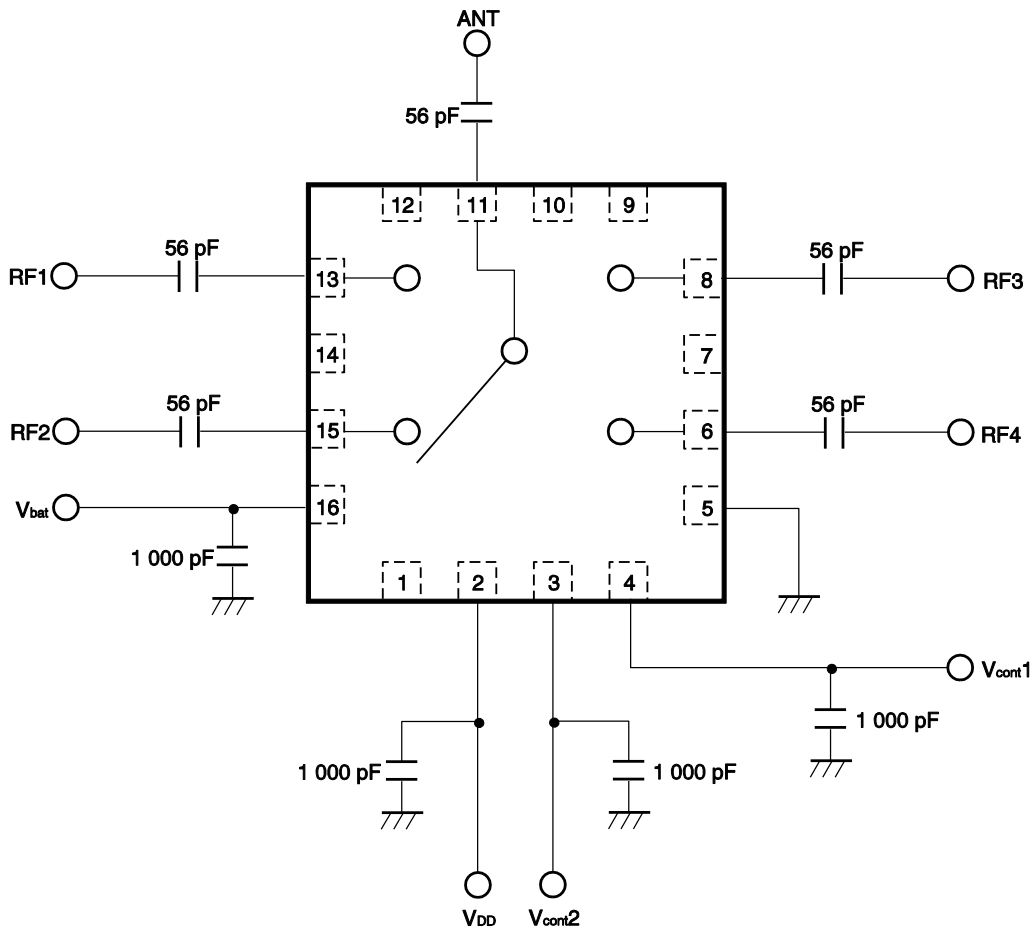 ANT
56 pF
12 11 10 9
56 pF 56 pF
RF1 13 8 RF3
14 7
56 pF 56 pF
RF2 15 6 RF4
Vbat 16 5
1 000 pF
1 2 3 4
Vcont1
1 000 pF
1 000 pF 1 000 pF
VDD Vcont2